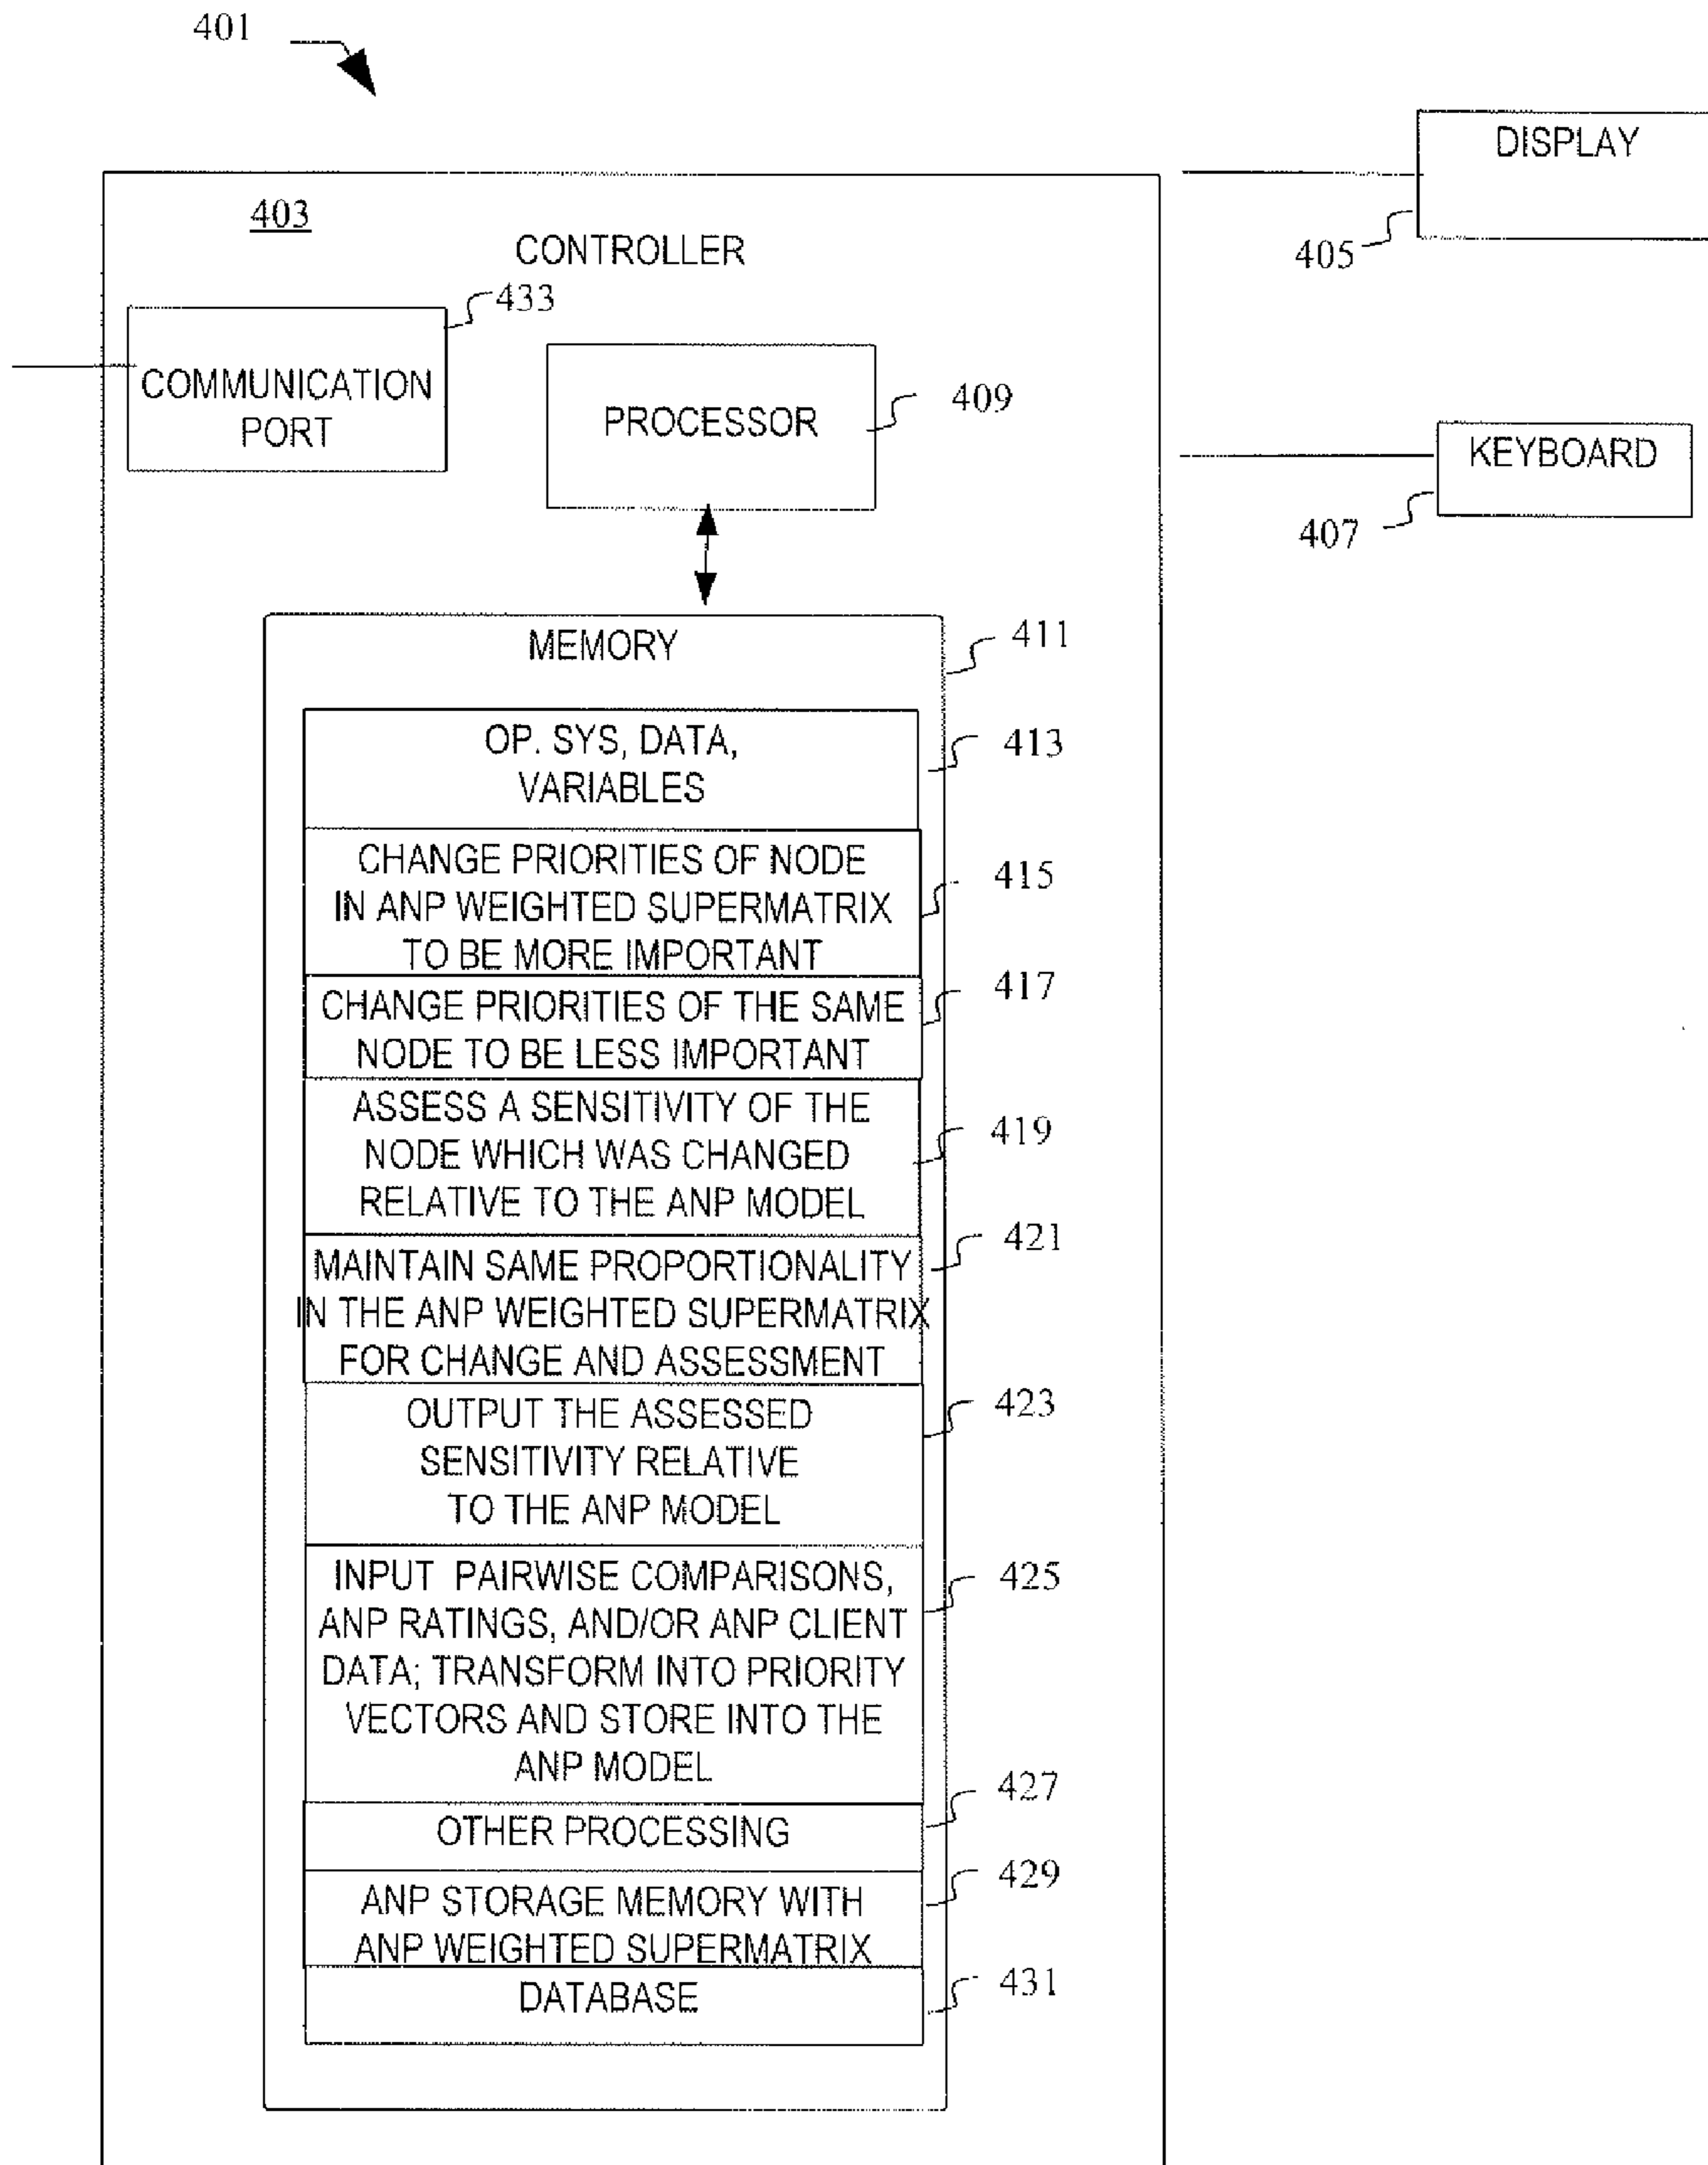 401
DISPLAY
405
403
CONTROLLER
433
COMMUNICATION
PORT
PROCESSOR
409
KEYBOARD
407
MEMORY
411
OP. SYS, DATA,
VARIABLES
413
CHANGE PRIORITIES OF NODE
IN ANP WEIGHTED SUPERMATRIX
TO BE MORE IMPORTANT
415
CHANGE PRIORITIES OF THE SAME
NODE TO BE LESS IMPORTANT
417
ASSESS A SENSITIVITY OF THE
NODE WHICH WAS CHANGED
RELATIVE TO THE ANP MODEL
419
MAINTAIN SAME PROPORTIONALITY
IN THE ANP WEIGHTED SUPERMATRIX
FOR CHANGE AND ASSESSMENT
421
OUTPUT THE ASSESSED
SENSITIVITY RELATIVE
TO THE ANP MODEL
423
INPUT PAIRWISE COMPARISONS,
ANP RATINGS, AND/OR ANP CLIENT
DATA; TRANSFORM INTO PRIORITY
VECTORS AND STORE INTO THE
ANP MODEL
425
OTHER PROCESSING
427
ANP STORAGE MEMORY WITH
ANP WEIGHTED SUPERMATRIX
429
DATABASE
431